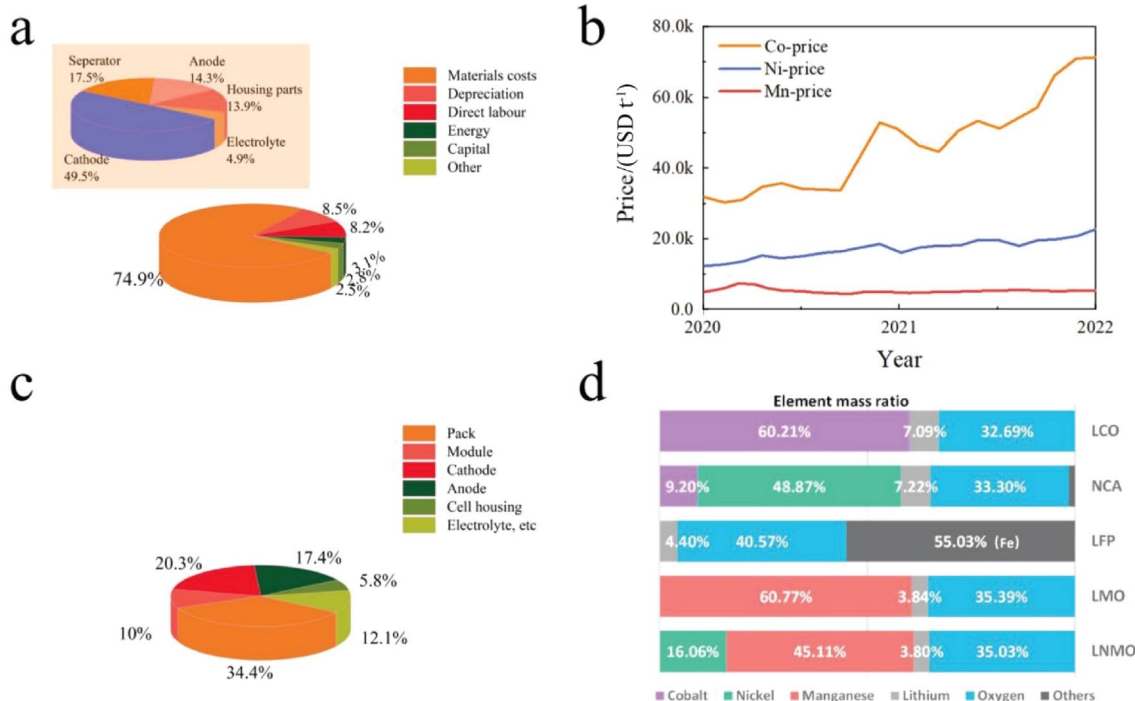 a
Seperator
17.5%
Anode
14.3%
Housing parts
13.9%
Electrolyte
4.9%
Cathode
49.5%
Materials costs
Depreciation
Direct labour
Energy
Capital
Other
8.5%
8.2%
3.1%
2.8%
2.5%
74.9%
b
80.0k
60.0k
40.0k
20.0k
0.0
Price/(USD t⁻¹)
Co-price
Ni-price
Mn-price
2020
2021
2022
Year
c
Pack
Module
Cathode
Anode
Cell housing
Electrolyte, etc
20.3%
17.4%
5.8%
12.1%
10%
34.4%
d
Element mass ratio
60.21% 7.09% 32.69% LCO
9.20% 48.87% 7.22% 33.30% NCA
4.40% 40.57% 55.03% (Fe) LFP
60.77% 3.84% 35.39% LMO
16.06% 45.11% 3.80% 35.03% LNMO
Cobalt Nickel Manganese Lithium Oxygen Others